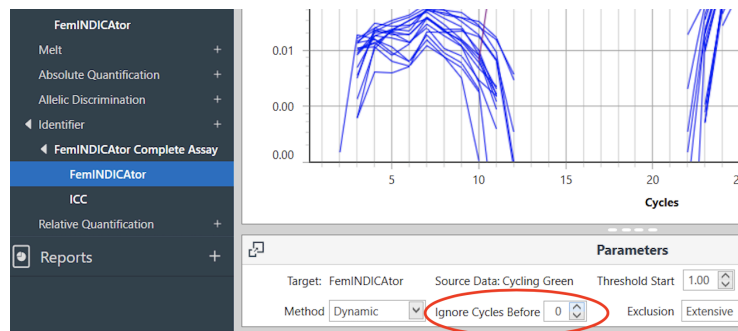 FemINDICAtor
Melt +
Absolute Quantification +
Allelic Discrimination +
Identifier +
FemINDICAtor Complete Assay
FemINDICAtor
ICC
Relative Quantification +
Reports +
0.01
0.00
0.00
5 10 15 20 2
Cycles
Parameters
Target: FemINDICAtor Source Data: Cycling Green Threshold Start 1.00
Method Dynamic Ignore Cycles Before 0 Exclusion Extensive